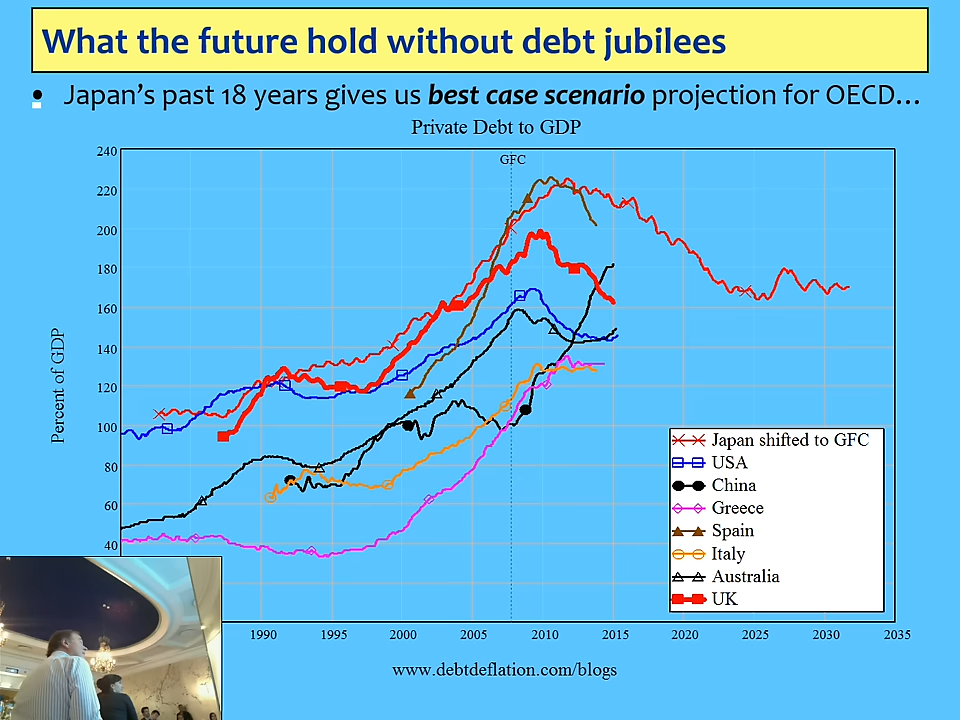 What the future hold without debt jubilees
• Japan’s past 18 years gives us best case scenario projection for OECD…
Private Debt to GDP
GFC
240
220
200
180
160
140
120
100
80
60
40
Percent of GDP
Japan shifted to GFC
USA
China
Greece
Spain
Italy
Australia
UK
1990 1995 2000 2005 2010 2015 2020 2025 2030 2035
www.debtdeflation.com/blogs